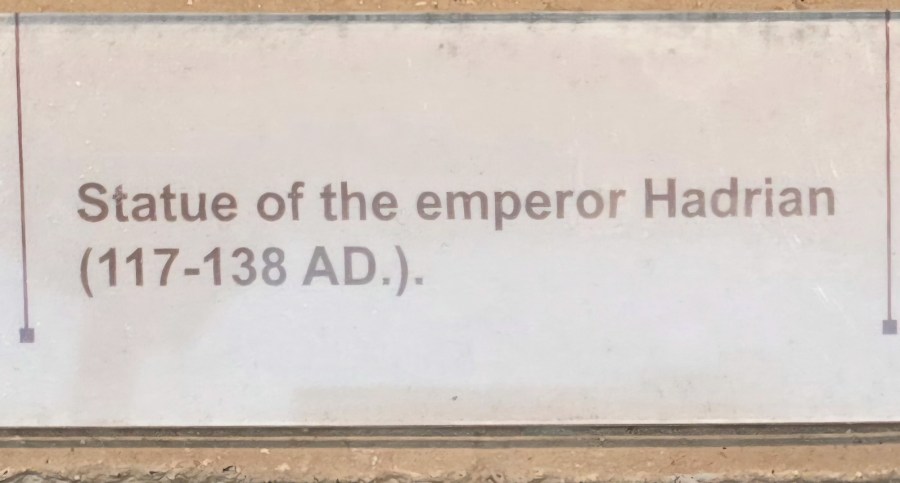 Statue of the emperor Hadrian
(117-138 AD.).